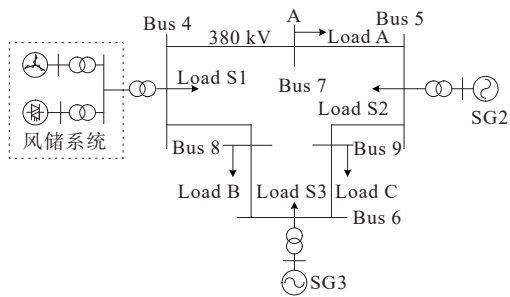 Bus 4
A
Bus 5
380 kV
Load A
Load S1
Bus 7
Load S2
SG2
风储系统
Bus 8
Bus 9
Load B
Load S3
Load C
Bus 6
SG3